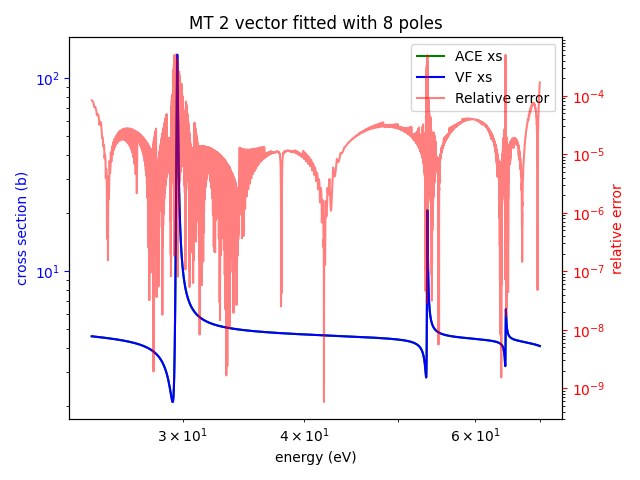 MT 2 vector fitted with 8 poles
ACE xs
VF xs
Relative error
10²
10¹
cross section (b)
10⁻⁴
10⁻⁵
10⁻⁶
10⁻⁷
10⁻⁸
10⁻⁹
relative error
3 × 10¹
4 × 10¹
6 × 10¹
energy (eV)